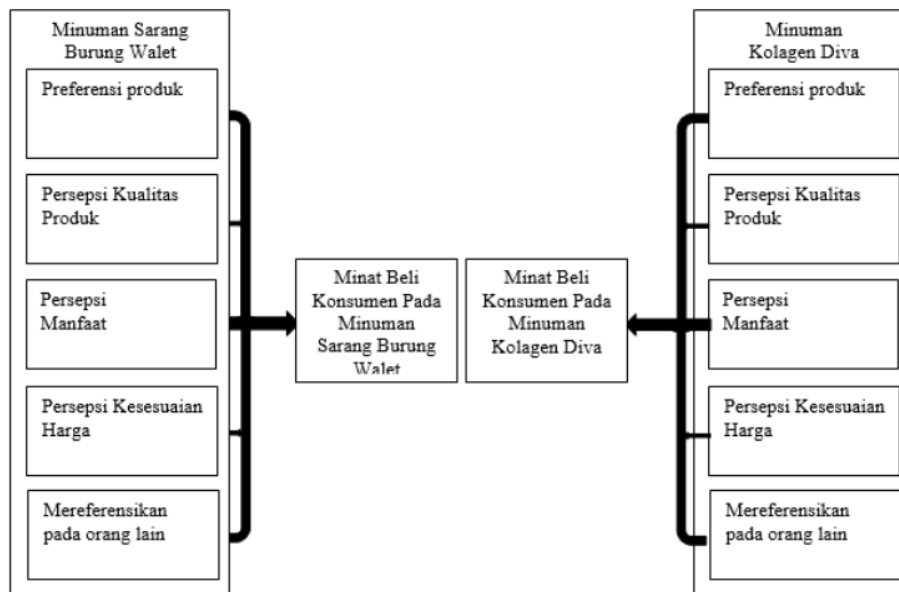 Minuman Sarang
Burung Walet
Preferensi produk
Persepsi Kualitas
Produk
Persepsi
Manfaat
Persepsi Kesesuaian
Harga
Mereferensikan
pada orang lain
Minat Beli
Konsumen Pada
Minuman
Sarang Burung
Walet
Minat Beli
Konsumen Pada
Minuman
Kolagen Diva
Minuman
Kolagen Diva
Preferensi produk
Persepsi Kualitas
Produk
Persepsi
Manfaat
Persepsi Kesesuaian
Harga
Mereferensikan
pada orang lain